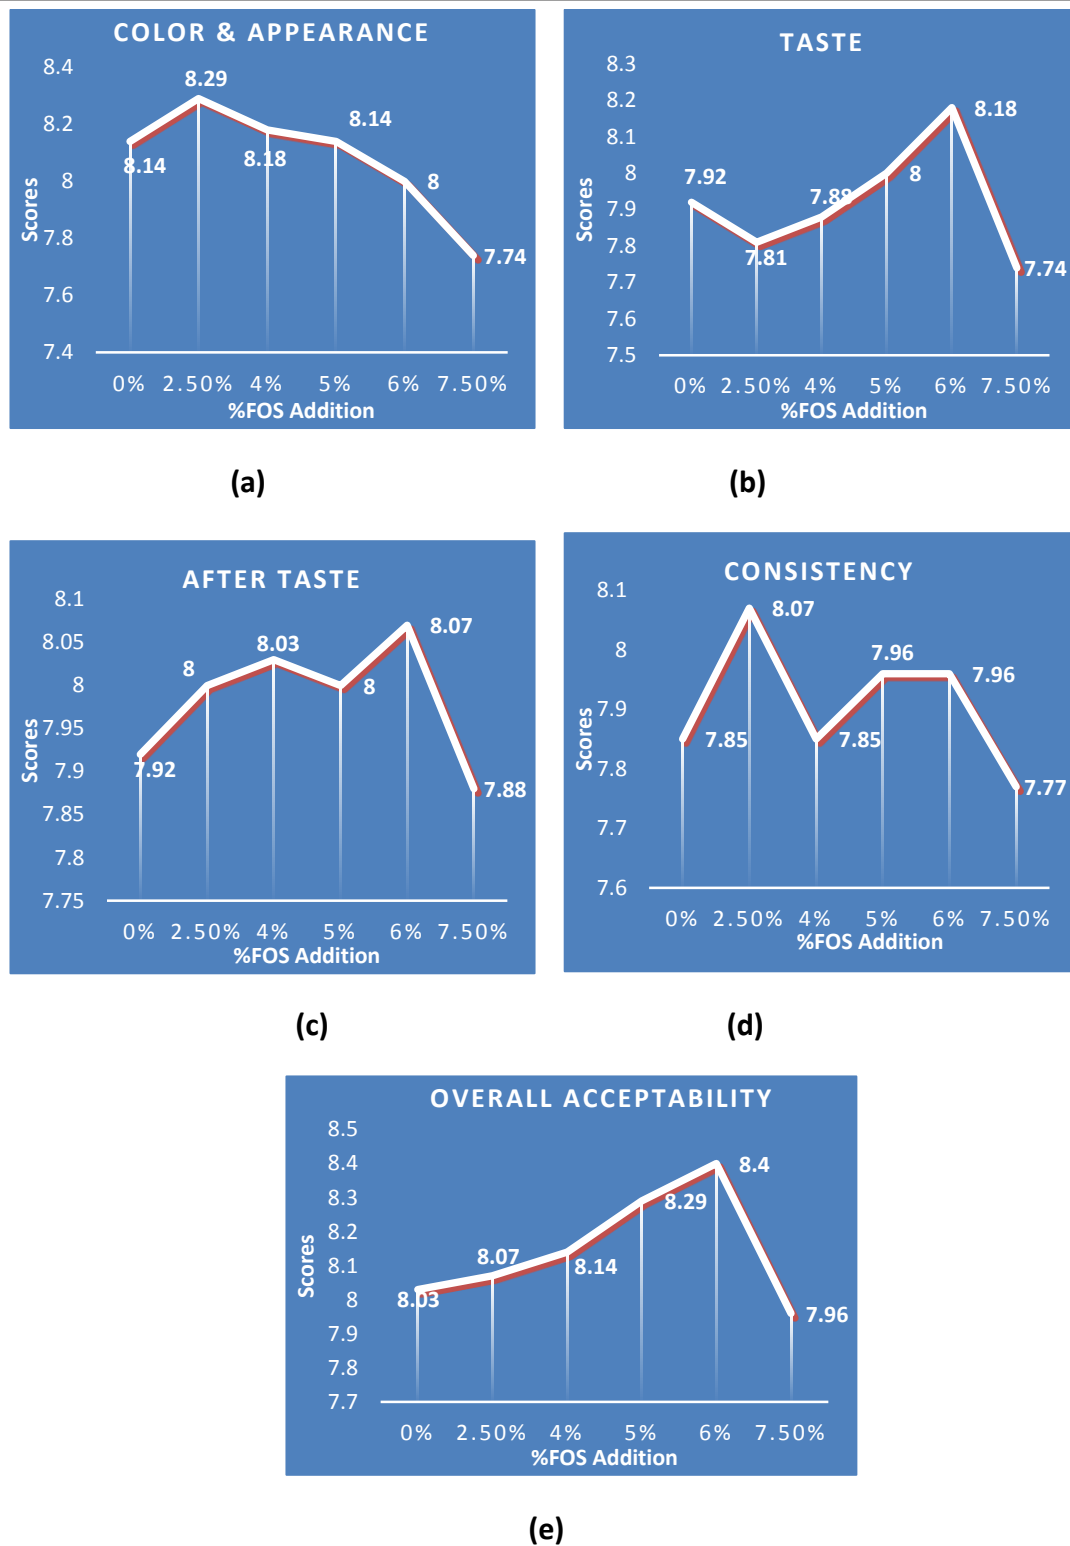 COLOR & APPEARANCE
8.4
8.2
8
7.8
7.6
7.4
Scores
8.14
8.29
8.18
8.14
8
7.74
0% 2.50% 4% 5% 6% 7.50%
%FOS Addition
(a)
TASTE
8.3
8.2
8.1
8
7.9
7.8
7.7
7.6
7.5
Scores
7.92
7.81
7.88
8
8.18
7.74
0% 2.50% 4% 5% 6% 7.50%
%FOS Addition
(b)
AFTER TASTE
8.1
8.05
8
7.95
7.9
7.85
7.8
7.75
Scores
7.92
8
8.03
8
8.07
7.88
0% 2.50% 4% 5% 6% 7.50%
%FOS Addition
(c)
CONSISTENCY
8.1
8
7.9
7.8
7.7
7.6
Scores
7.85
8.07
7.85
7.96
7.96
7.77
0% 2.50% 4% 5% 6% 7.50%
%FOS Addition
(d)
OVERALL ACCEPTABILITY
8.5
8.4
8.3
8.2
8.1
8
7.9
7.8
7.7
Scores
8.03
8.07
8.14
8.29
8.4
7.96
0% 2.50% 4% 5% 6% 7.50%
%FOS Addition
(e)